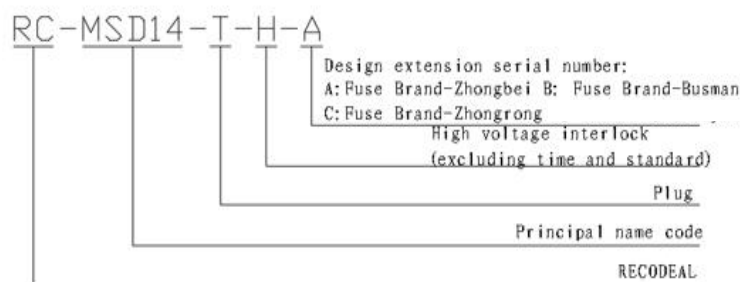 RC-MSD14-T-H-A
Design extension serial number:
A:Fuse Brand-Zhongbei B: Fuse Brand-Busman
C:Fuse Brand-Zhongrong
High voltage interlock
(excluding time and standard)
Plug
Principal name code
RECODEAL